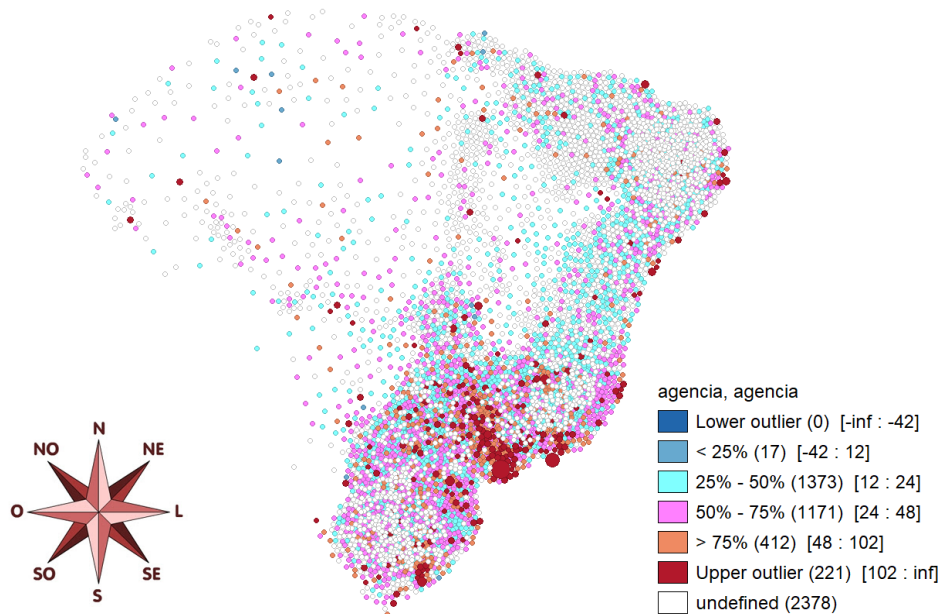 agencia, agencia
Lower outlier (0) [-inf : -42]
< 25% (17) [-42 : 12]
25% - 50% (1373) [12 : 24]
50% - 75% (1171) [24 : 48]
> 75% (412) [48 : 102]
Upper outlier (221) [102 : inf]
undefined (2378)
N
NO NE
O L
SO SE
S